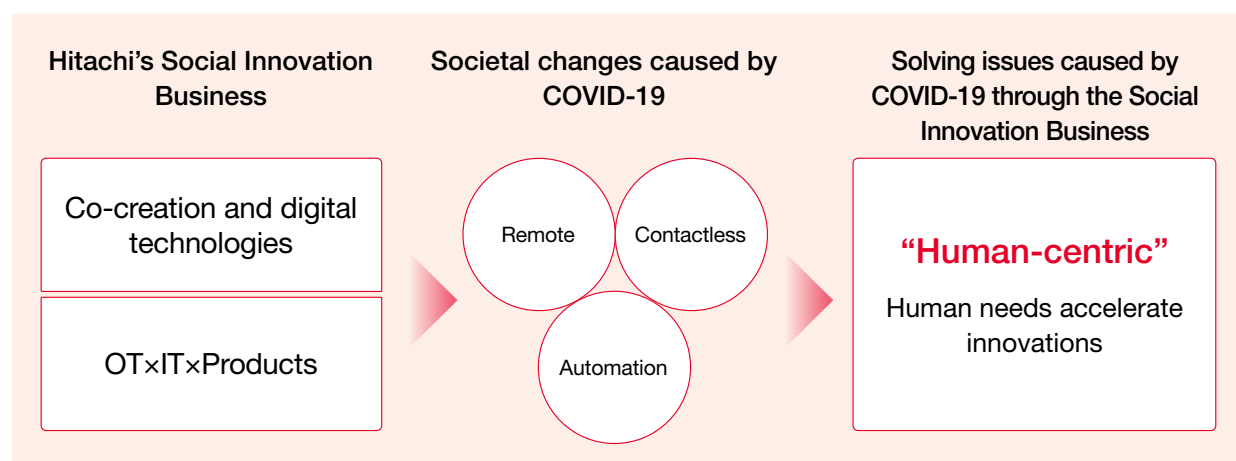 Hitachi’s Social Innovation
Business
Co-creation and digital
technologies
OT×IT×Products
Societal changes caused by
COVID-19
Remote
Contactless
Automation
Solving issues caused by
COVID-19 through the Social
Innovation Business
“Human-centric”
Human needs accelerate
innovations